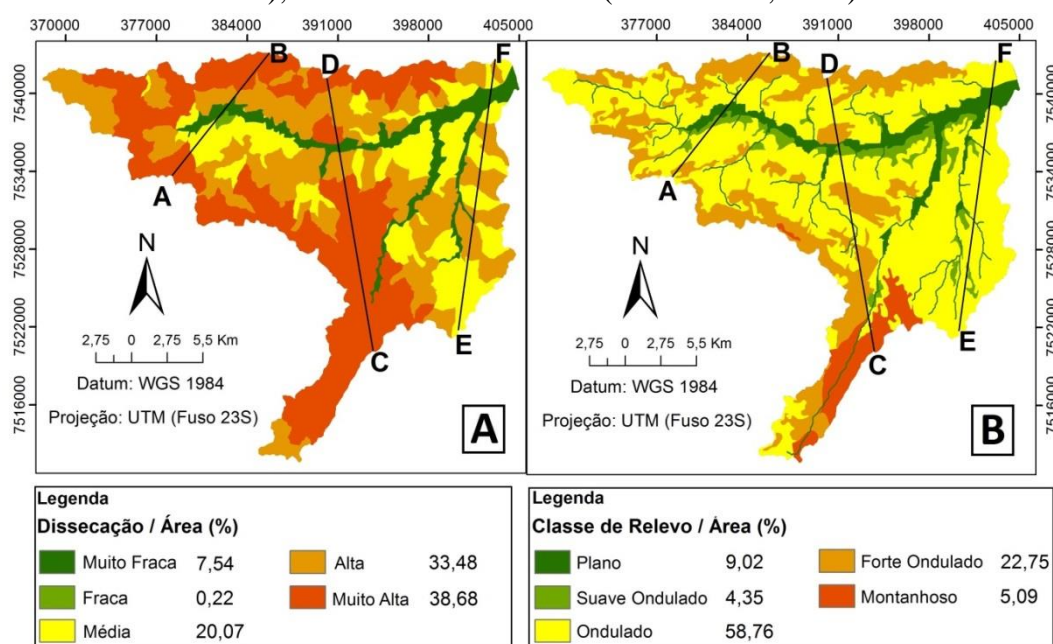 370000 377000 384000 391000 398000 405000
377000 384000 391000 398000 405000
7540000
7534000
7528000
7522000
7516000
7540000
7534000
7528000
7522000
7516000
B
D
F
A
C
E
N
2,75 0 2,75 5,5 Km
Datum: WGS 1984
Projeção: UTM (Fuso 23S)
A
B
D
F
A
C
E
N
2,75 0 2,75 5,5 Km
Datum: WGS 1984
Projeção: UTM (Fuso 23S)
B
Legenda
Dissecação / Área (%)
Muito Fraca 7,54
Fraca 0,22
Média 20,07
Alta 33,48
Muito Alta 38,68
Legenda
Classe de Relevo / Área (%)
Plano 9,02
Suave Ondulado 4,35
Ondulado 58,76
Forte Ondulado 22,75
Montanhoso 5,09